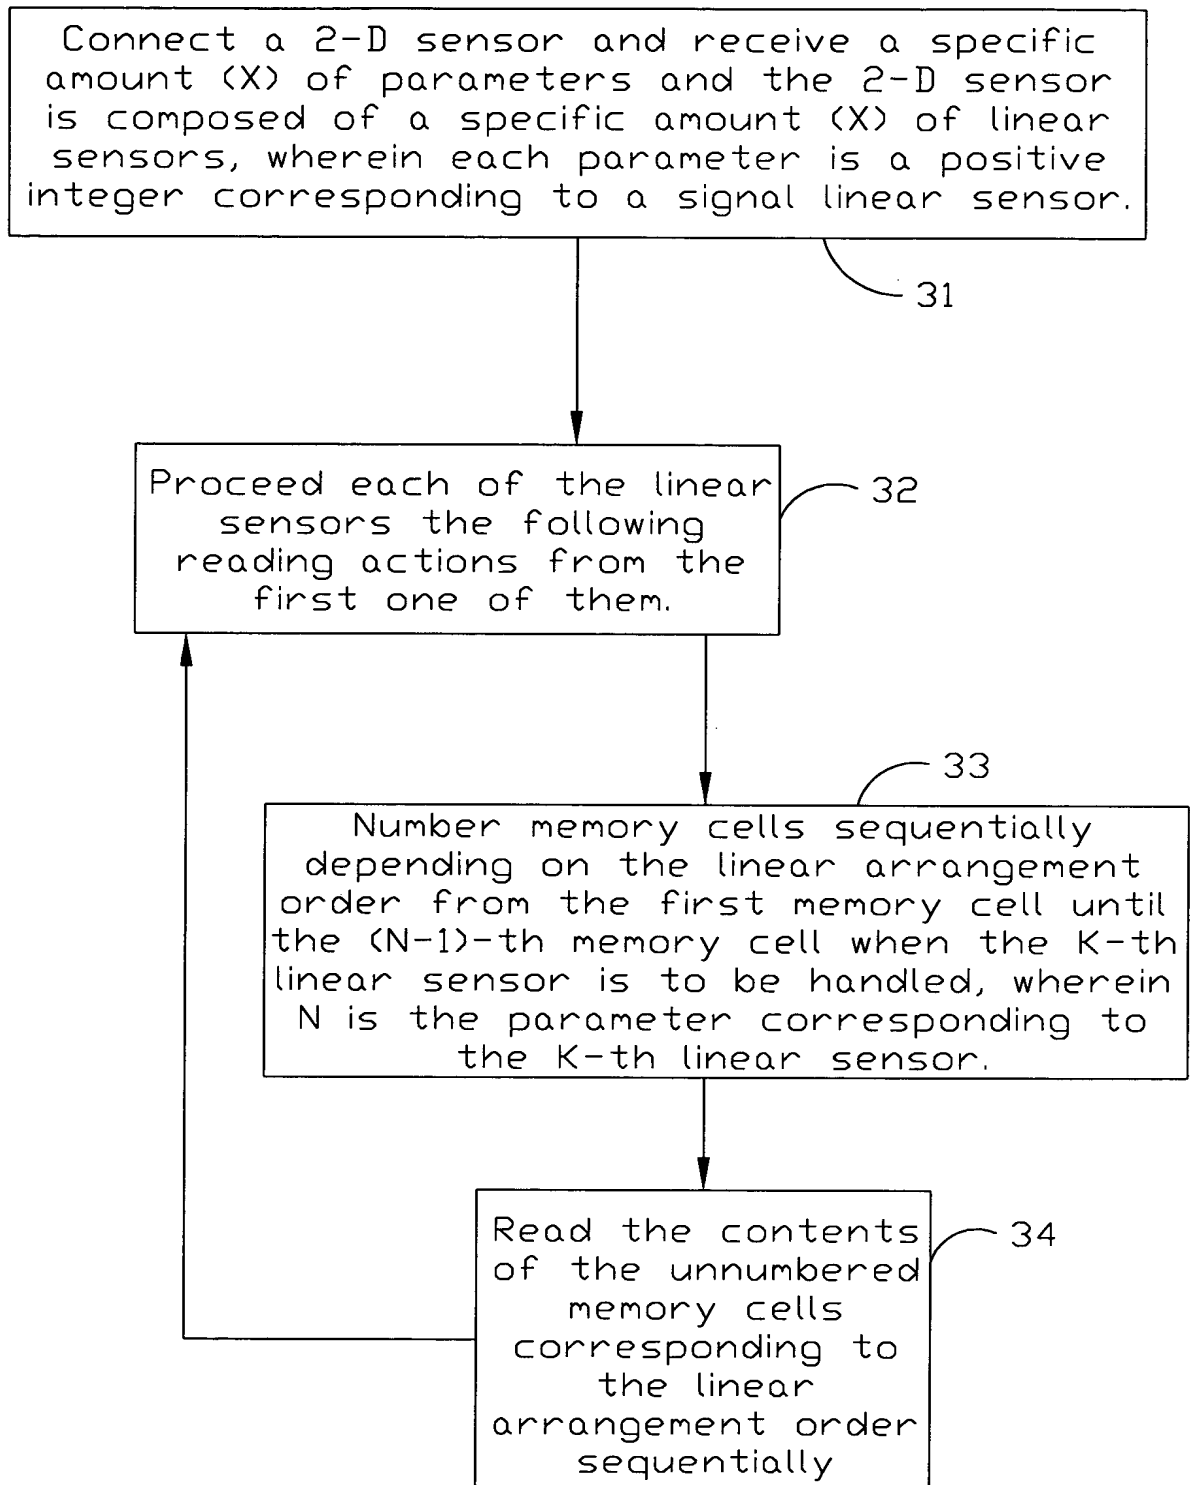 Connect a 2-D sensor and receive a specific
amount (X) of parameters and the 2-D sensor
is composed of a specific amount (X) of linear
sensors, wherein each parameter is a positive
integer corresponding to a signal linear sensor.
31
Proceed each of the linear
sensors the following
reading actions from the
first one of them.
32
33
Number memory cells sequentially
depending on the linear arrangement
order from the first memory cell until
the (N-1)-th memory cell when the K-th
linear sensor is to be handled, wherein
N is the parameter corresponding to
the K-th linear sensor.
Read the contents
of the unnumbered
memory cells
corresponding to
the linear
arrangement order
sequentially
34